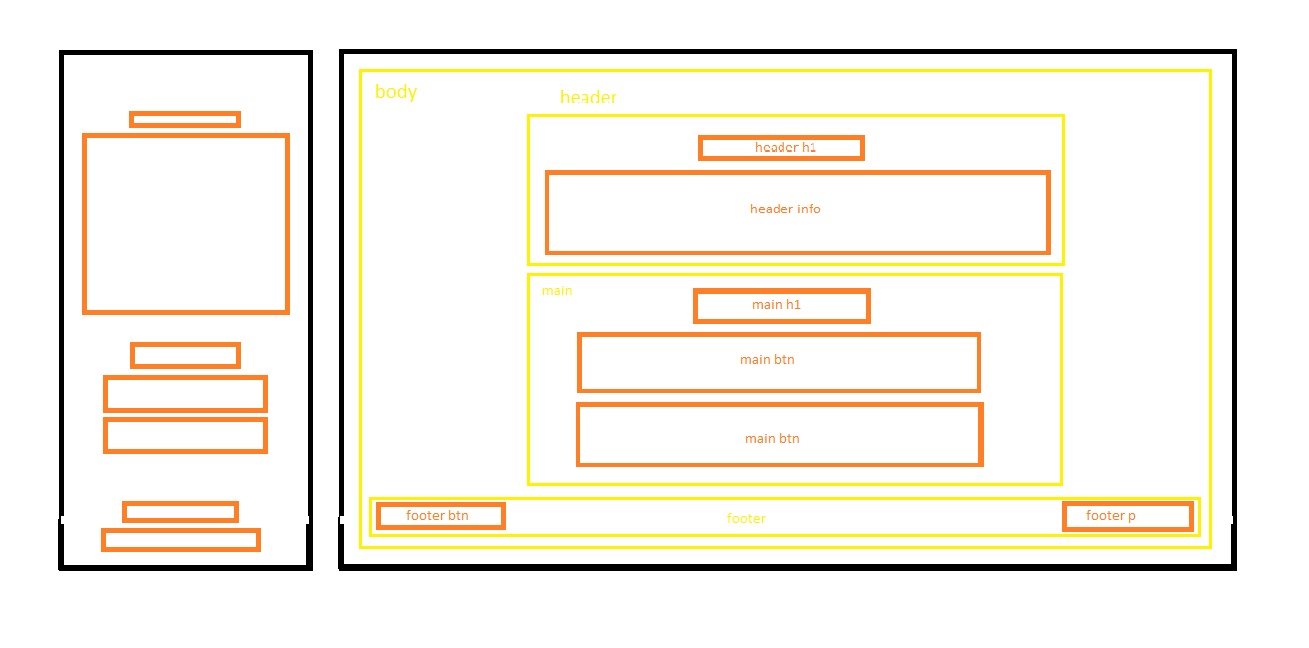 body
header
header h1
header info
main
main h1
main btn
main btn
footer btn
footer
footer p